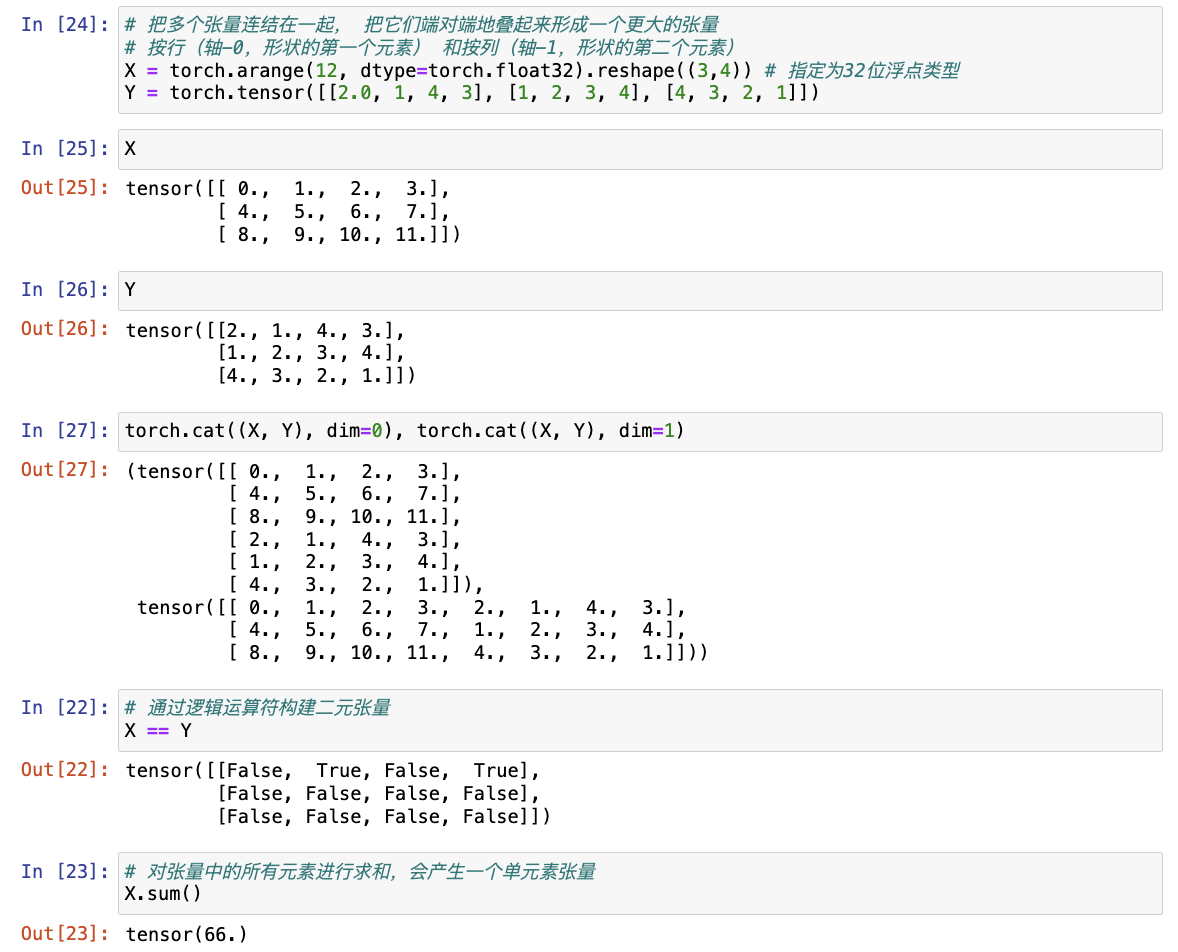 In [24]: # 把多个张量连结在一起， 把它们端对端地叠起来形成一个更大的张量
# 按行（轴-0，形状的第一个元素） 和按列（轴-1，形状的第二个元素）
X = torch.arange(12, dtype=torch.float32).reshape((3,4)) # 指定为32位浮点类型
Y = torch.tensor([[2.0, 1, 4, 3], [1, 2, 3, 4], [4, 3, 2, 1]])
In [25]: X
Out[25]: tensor([[ 0.,  1.,  2.,  3.],
[ 4.,  5.,  6.,  7.],
[ 8.,  9., 10., 11.]])
In [26]: Y
Out[26]: tensor([[2., 1., 4., 3.],
[1., 2., 3., 4.],
[4., 3., 2., 1.]])
In [27]: torch.cat((X, Y), dim=0), torch.cat((X, Y), dim=1)
Out[27]: (tensor([[ 0.,  1.,  2.,  3.],
[ 4.,  5.,  6.,  7.],
[ 8.,  9., 10., 11.],
[ 2.,  1.,  4.,  3.],
[ 1.,  2.,  3.,  4.],
[ 4.,  3.,  2.,  1.]]),
tensor([[ 0.,  1.,  2.,  3.,  2.,  1.,  4.,  3.],
[ 4.,  5.,  6.,  7.,  1.,  2.,  3.,  4.],
[ 8.,  9., 10., 11.,  4.,  3.,  2.,  1.]]))
In [22]: # 通过逻辑运算符构建二元张量
X == Y
Out[22]: tensor([[False,  True, False,  True],
[False, False, False, False],
[False, False, False, False]])
In [23]: # 对张量中的所有元素进行求和，会产生一个单元素张量
X.sum()
Out[23]: tensor(66.)